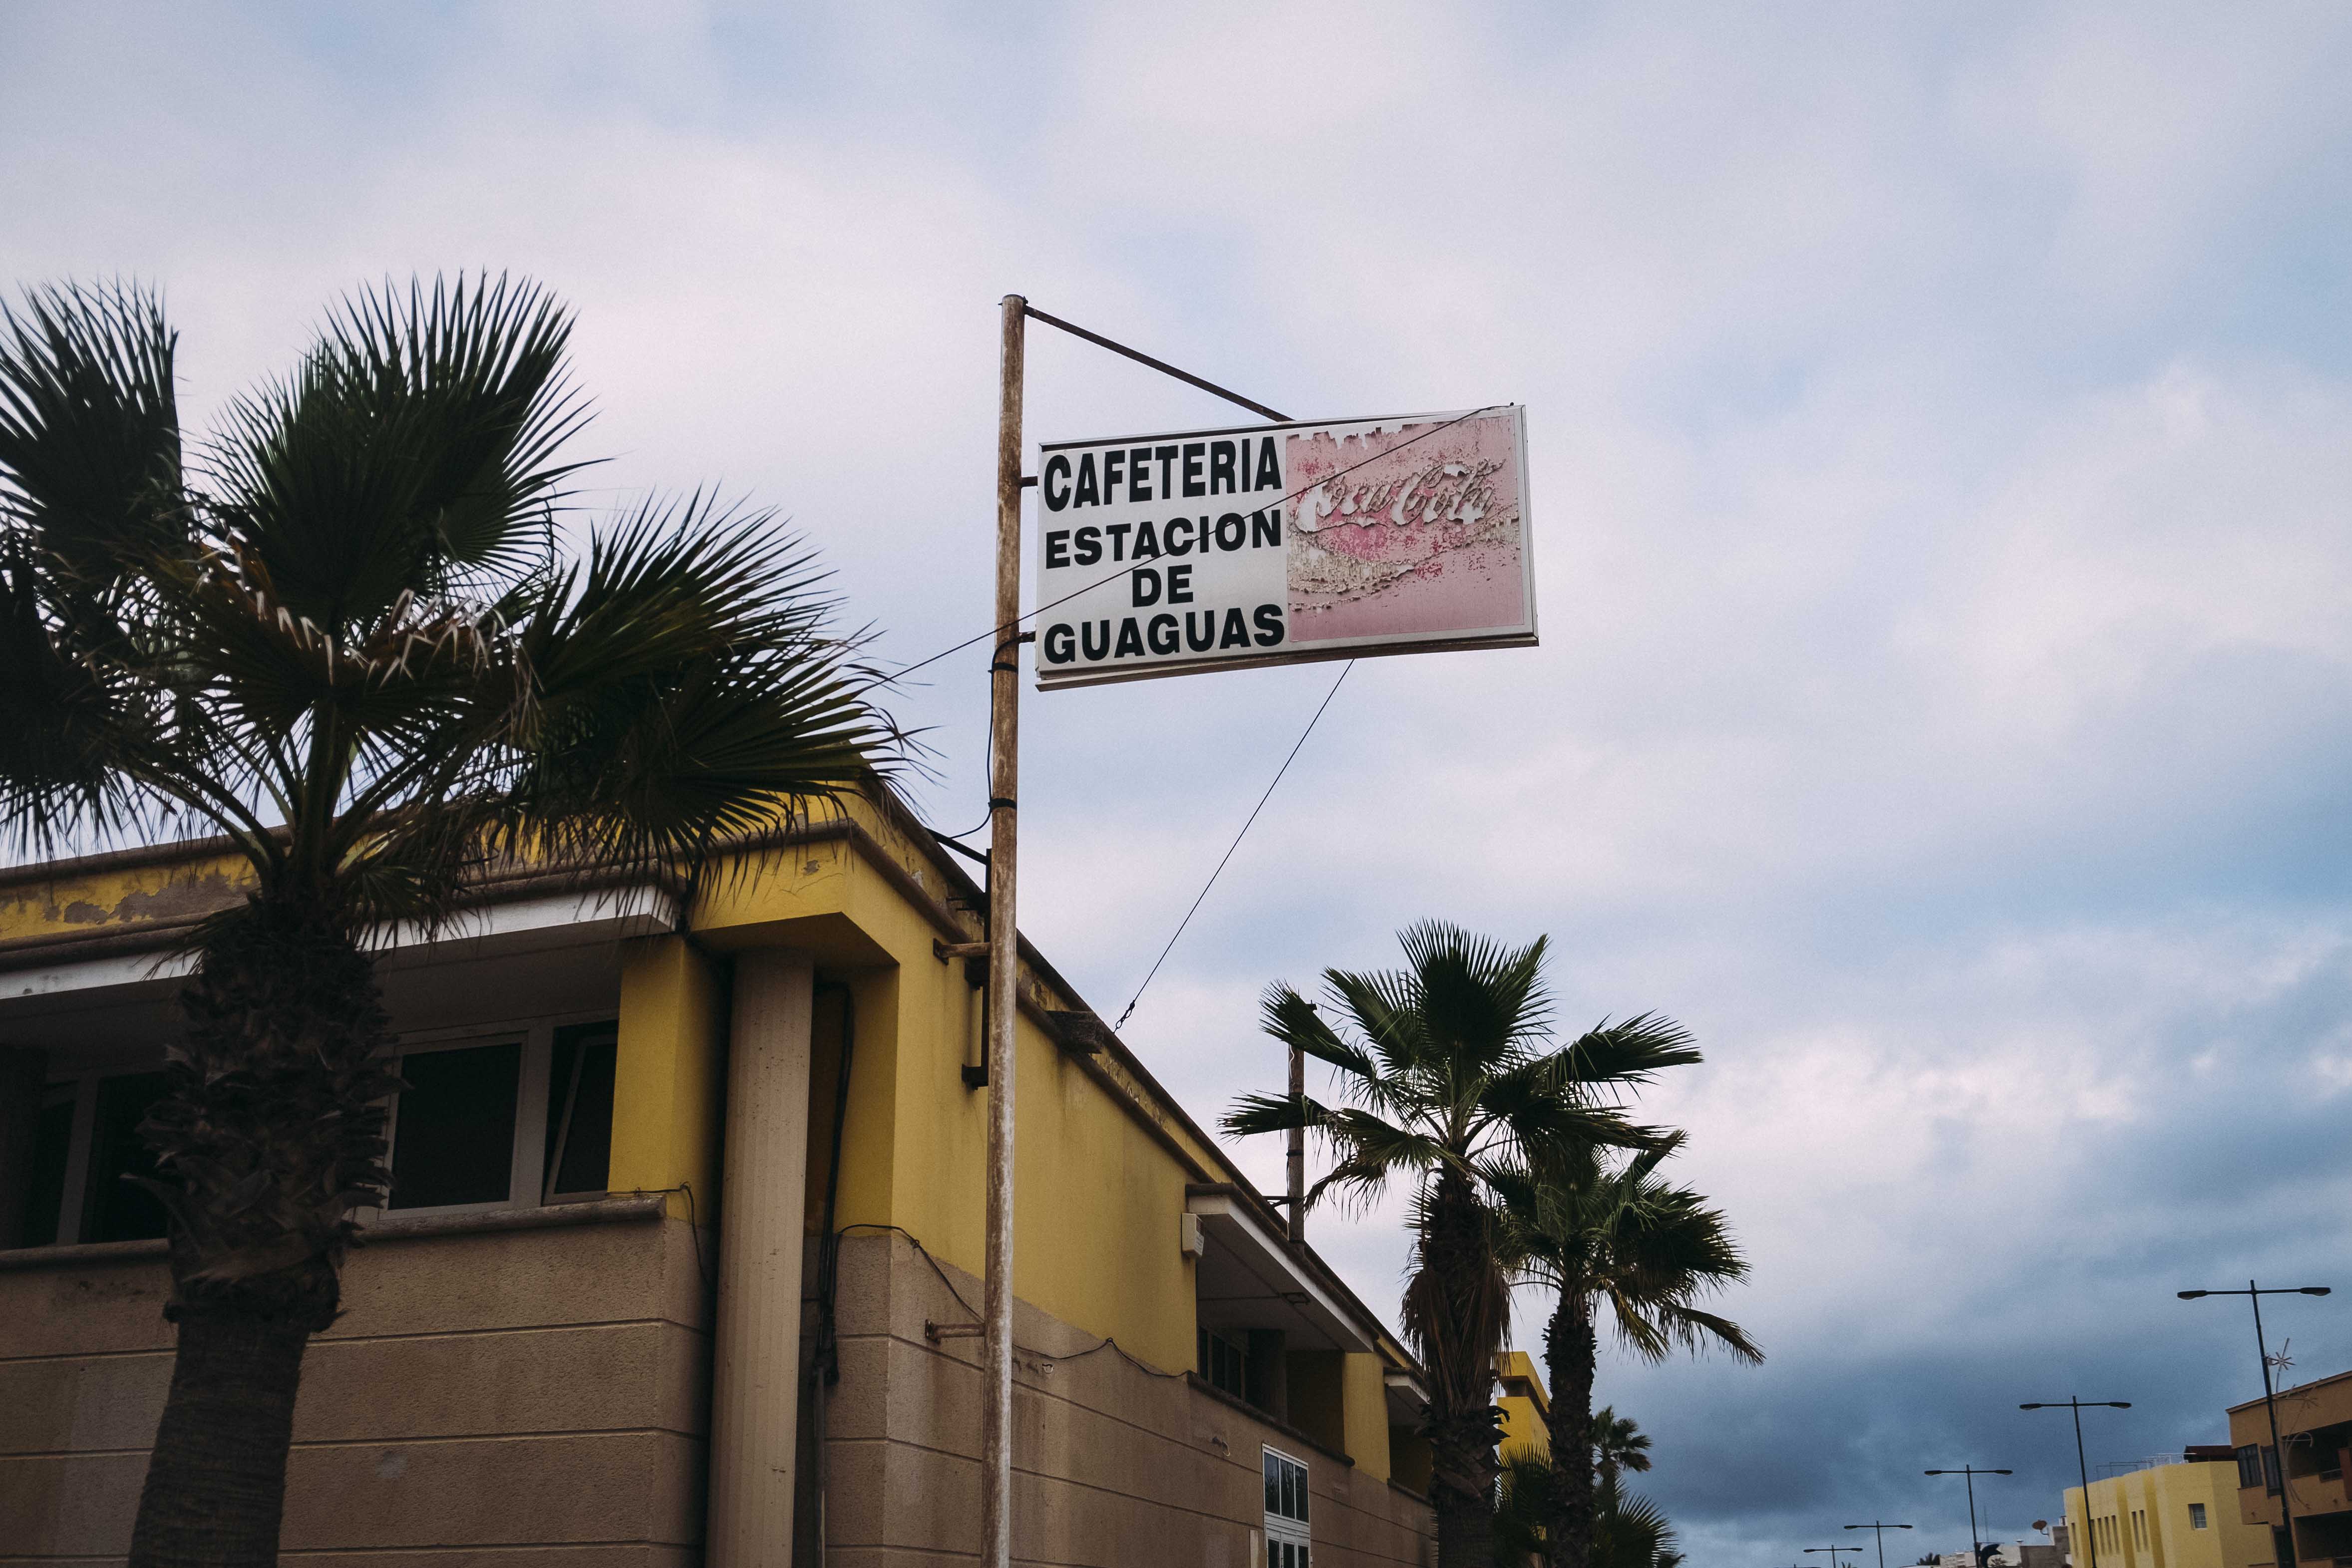 CAFETERIA
ESTACION
DE
GUAGUAS
Coca-Cola